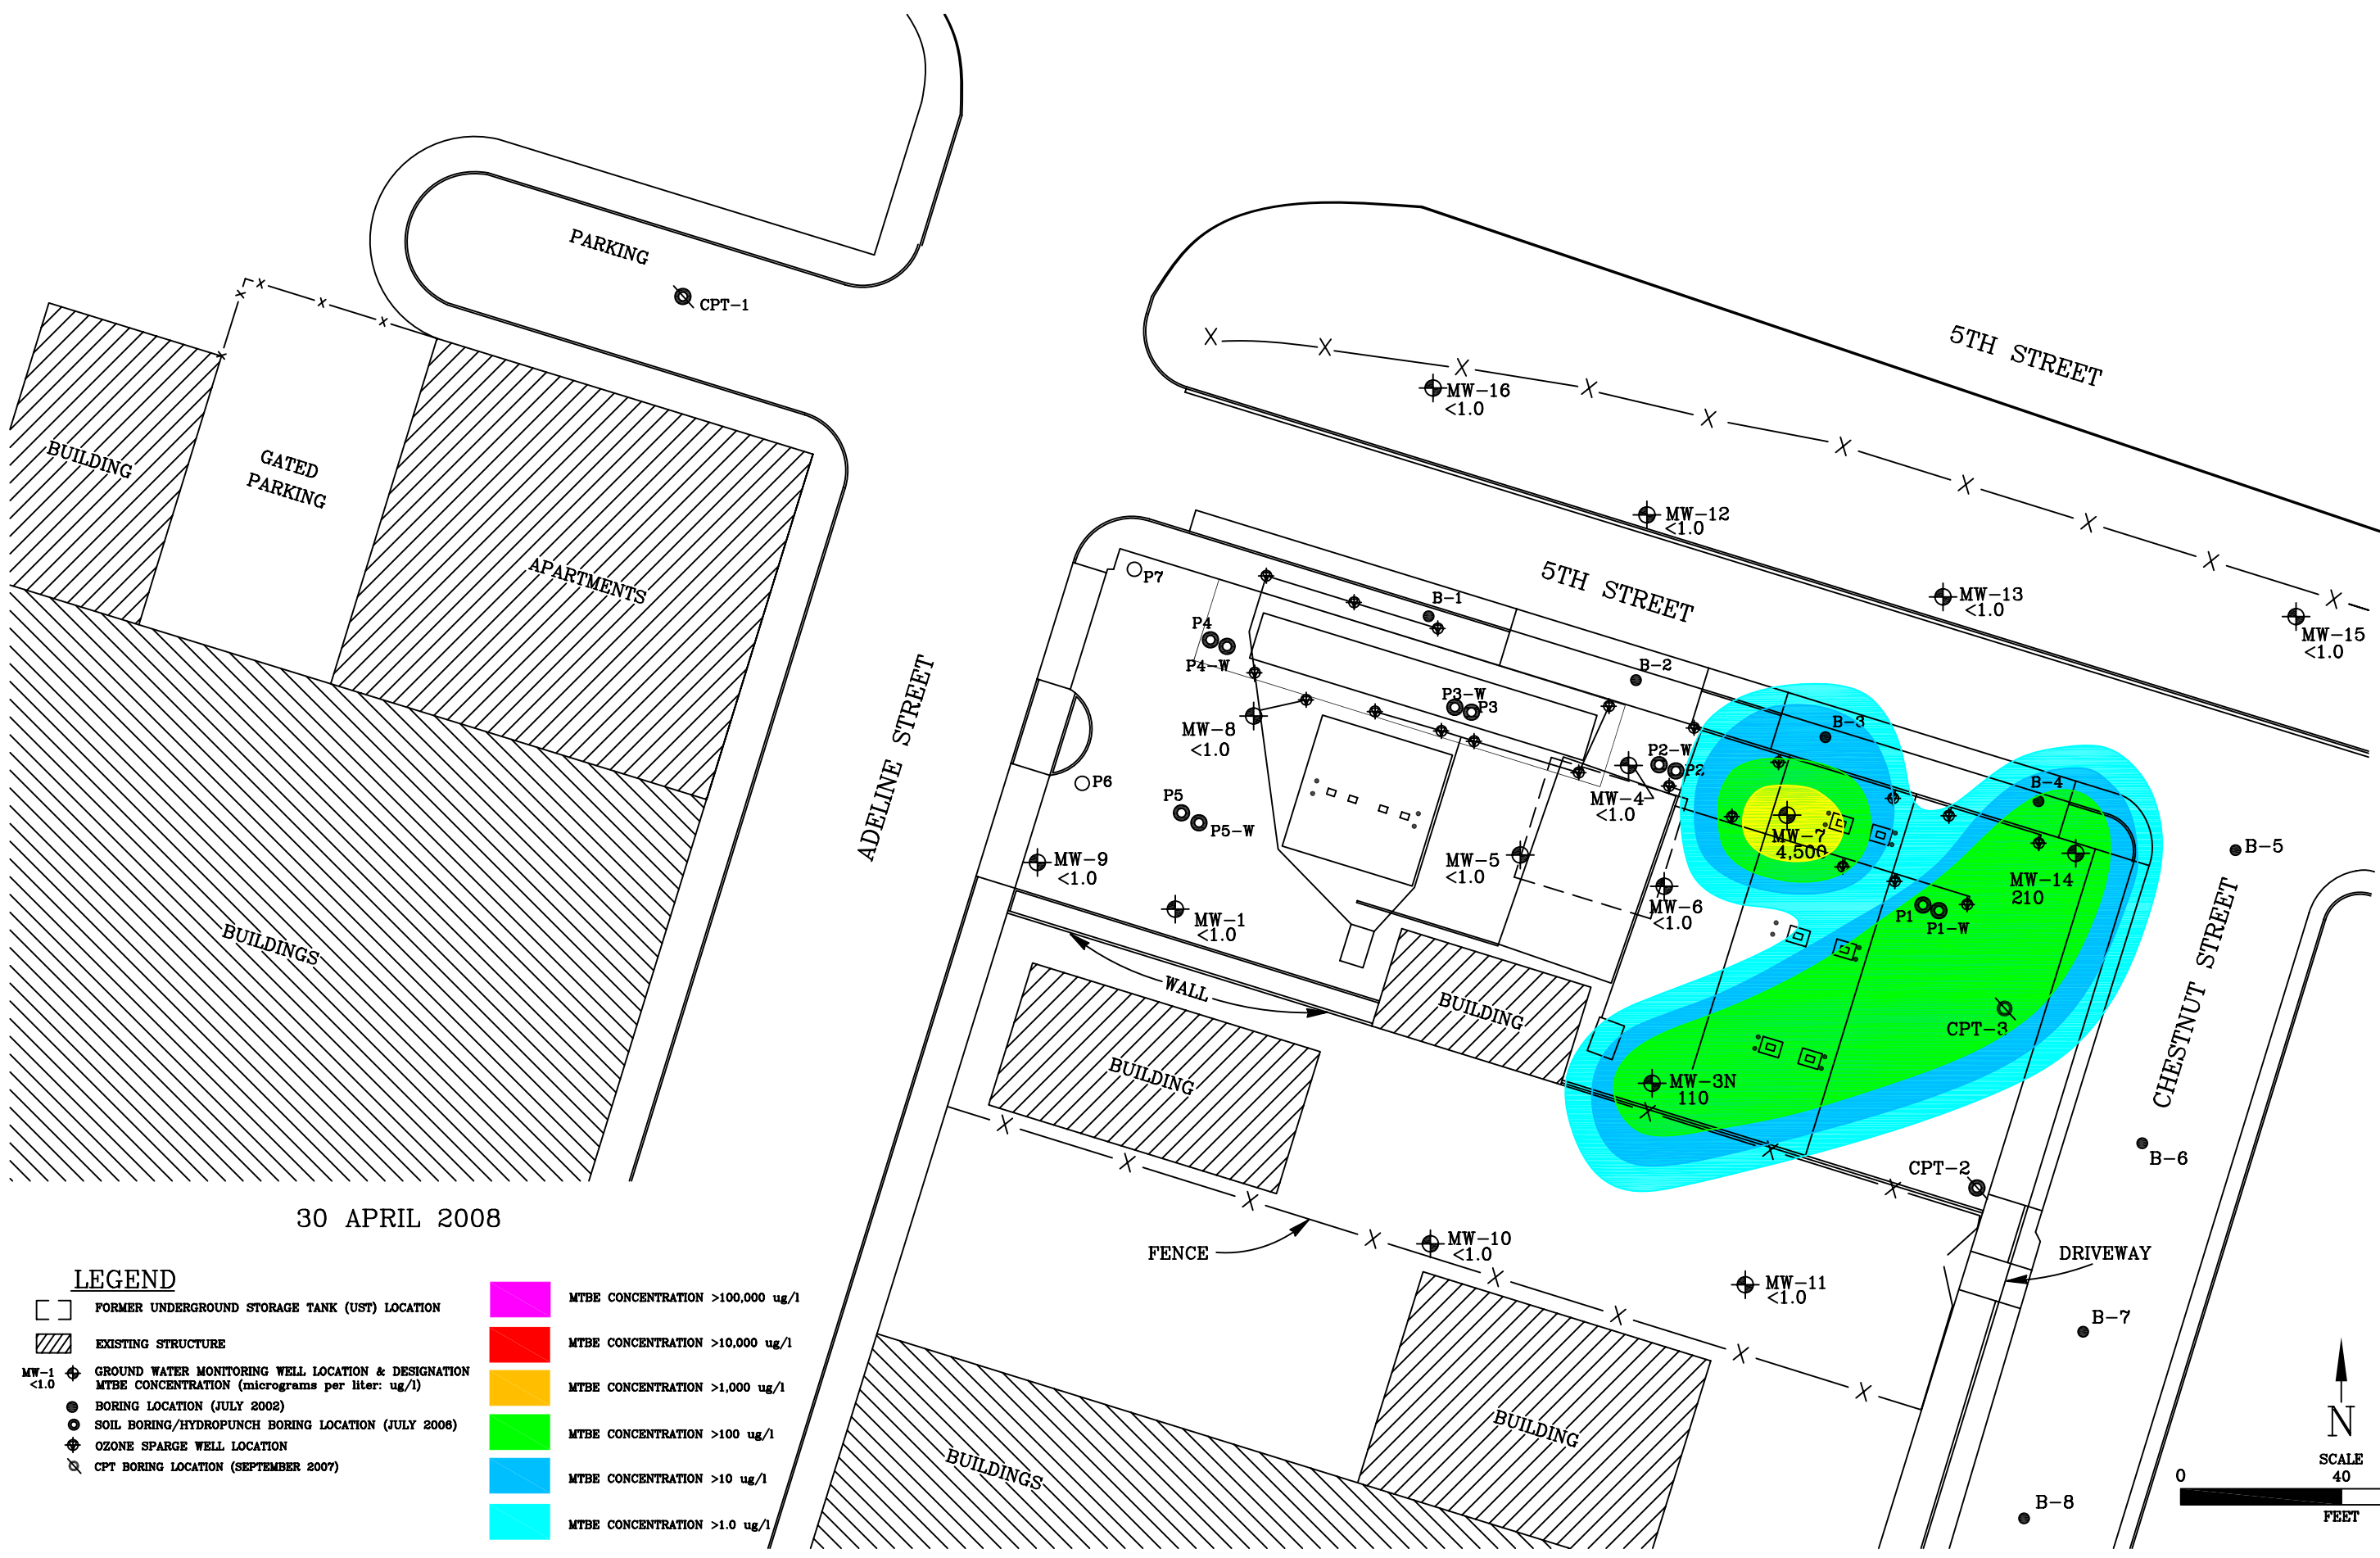 PARKING
CPT-1
5TH STREET
MW-16
<1.0
BUILDING
GATED
PARKING
MW-12
<1.0
APARTMENTS
5TH STREET
MW-13
<1.0
P7
B-1
MW-15
<1.0
P4
P4-W
B-2
P3-W
P3
MW-8
<1.0
B-3
P2-W
P2
ADELINE STREET
P6
MW-4
<1.0
B-4
P5
P5-W
MW-7
4,500
B-5
MW-9
<1.0
MW-5
<1.0
MW-14
210
MW-6
<1.0
P1
P1-W
MW-1
<1.0
BUILDINGS
WALL
BUILDING
CPT-3
CHESTNUT STREET
BUILDING
MW-3N
110
B-6
CPT-2
30 APRIL 2008
FENCE
MW-10
<1.0
DRIVEWAY
MW-11
<1.0
B-7
BUILDING
BUILDINGS
B-8
N
SCALE
0 40
FEET
LEGEND
FORMER UNDERGROUND STORAGE TANK (UST) LOCATION
EXISTING STRUCTURE
MW-1
<1.0
GROUND WATER MONITORING WELL LOCATION & DESIGNATION
MTBE CONCENTRATION (micrograms per liter: ug/l)
BORING LOCATION (JULY 2002)
SOIL BORING/HYDROPUNCH BORING LOCATION (JULY 2006)
OZONE SPARGE WELL LOCATION
CPT BORING LOCATION (SEPTEMBER 2007)
MTBE CONCENTRATION >100,000 ug/l
MTBE CONCENTRATION >10,000 ug/l
MTBE CONCENTRATION >1,000 ug/l
MTBE CONCENTRATION >100 ug/l
MTBE CONCENTRATION >10 ug/l
MTBE CONCENTRATION >1.0 ug/l